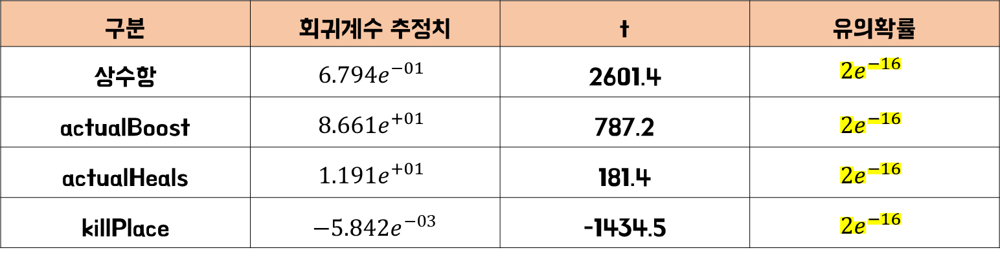 구분 회귀계수 추정치 t 유의확률
상수항 6.794e⁻⁰¹ 2601.4 2e⁻¹⁶
actualBoost 8.661e⁺⁰¹ 787.2 2e⁻¹⁶
actualHeals 1.191e⁺⁰¹ 181.4 2e⁻¹⁶
killPlace −5.842e⁻⁰³ -1434.5 2e⁻¹⁶